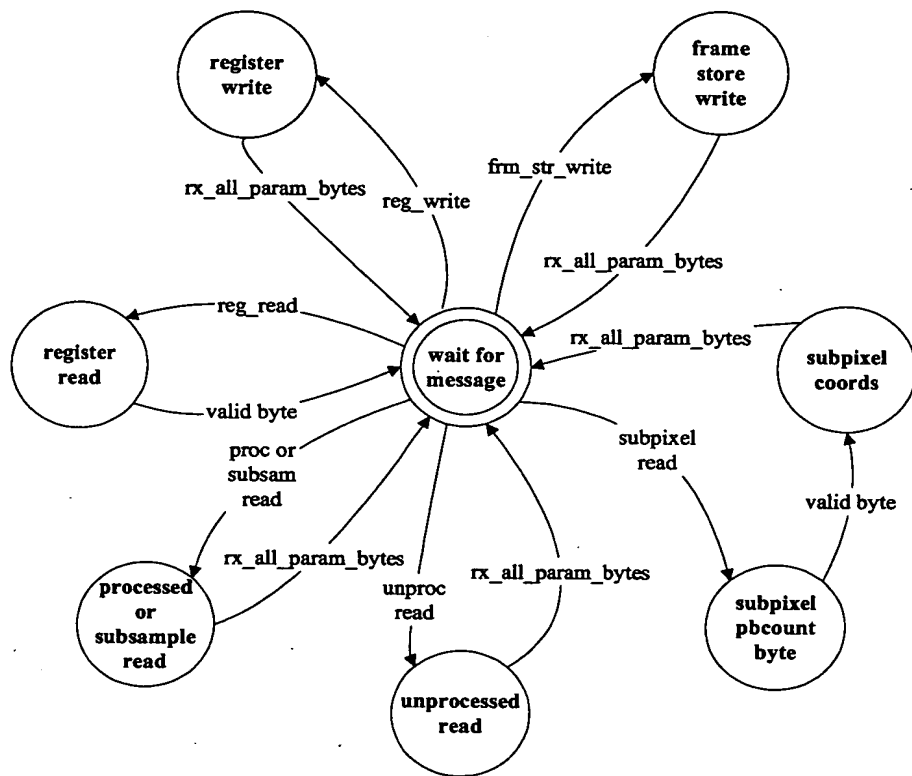 register
write
frame
store
write
rx_all_param_bytes
reg_write
frm_str_write
rx_all_param_bytes
reg_read
register
read
valid byte
wait for
message
rx_all_param_bytes
subpixel
coords
proc or
subsam
read
subpixel
read
valid byte
processed
or
subsample
read
rx_all_param_bytes
unproc
read
rx_all_param_bytes
subpixel
pbcount
byte
unprocessed
read